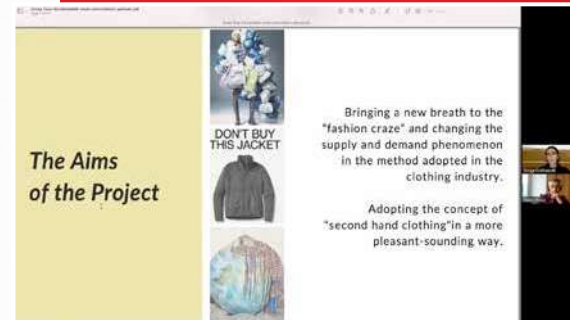 The Aims
of the Project
DON'T BUY
THIS JACKET
Bringing a new breath to the
"fashion craze" and changing the
supply and demand phenomenon
in the method adopted in the
clothing industry.
Adopting the concept of
"second hand clothing"in a more
pleasant-sounding way.